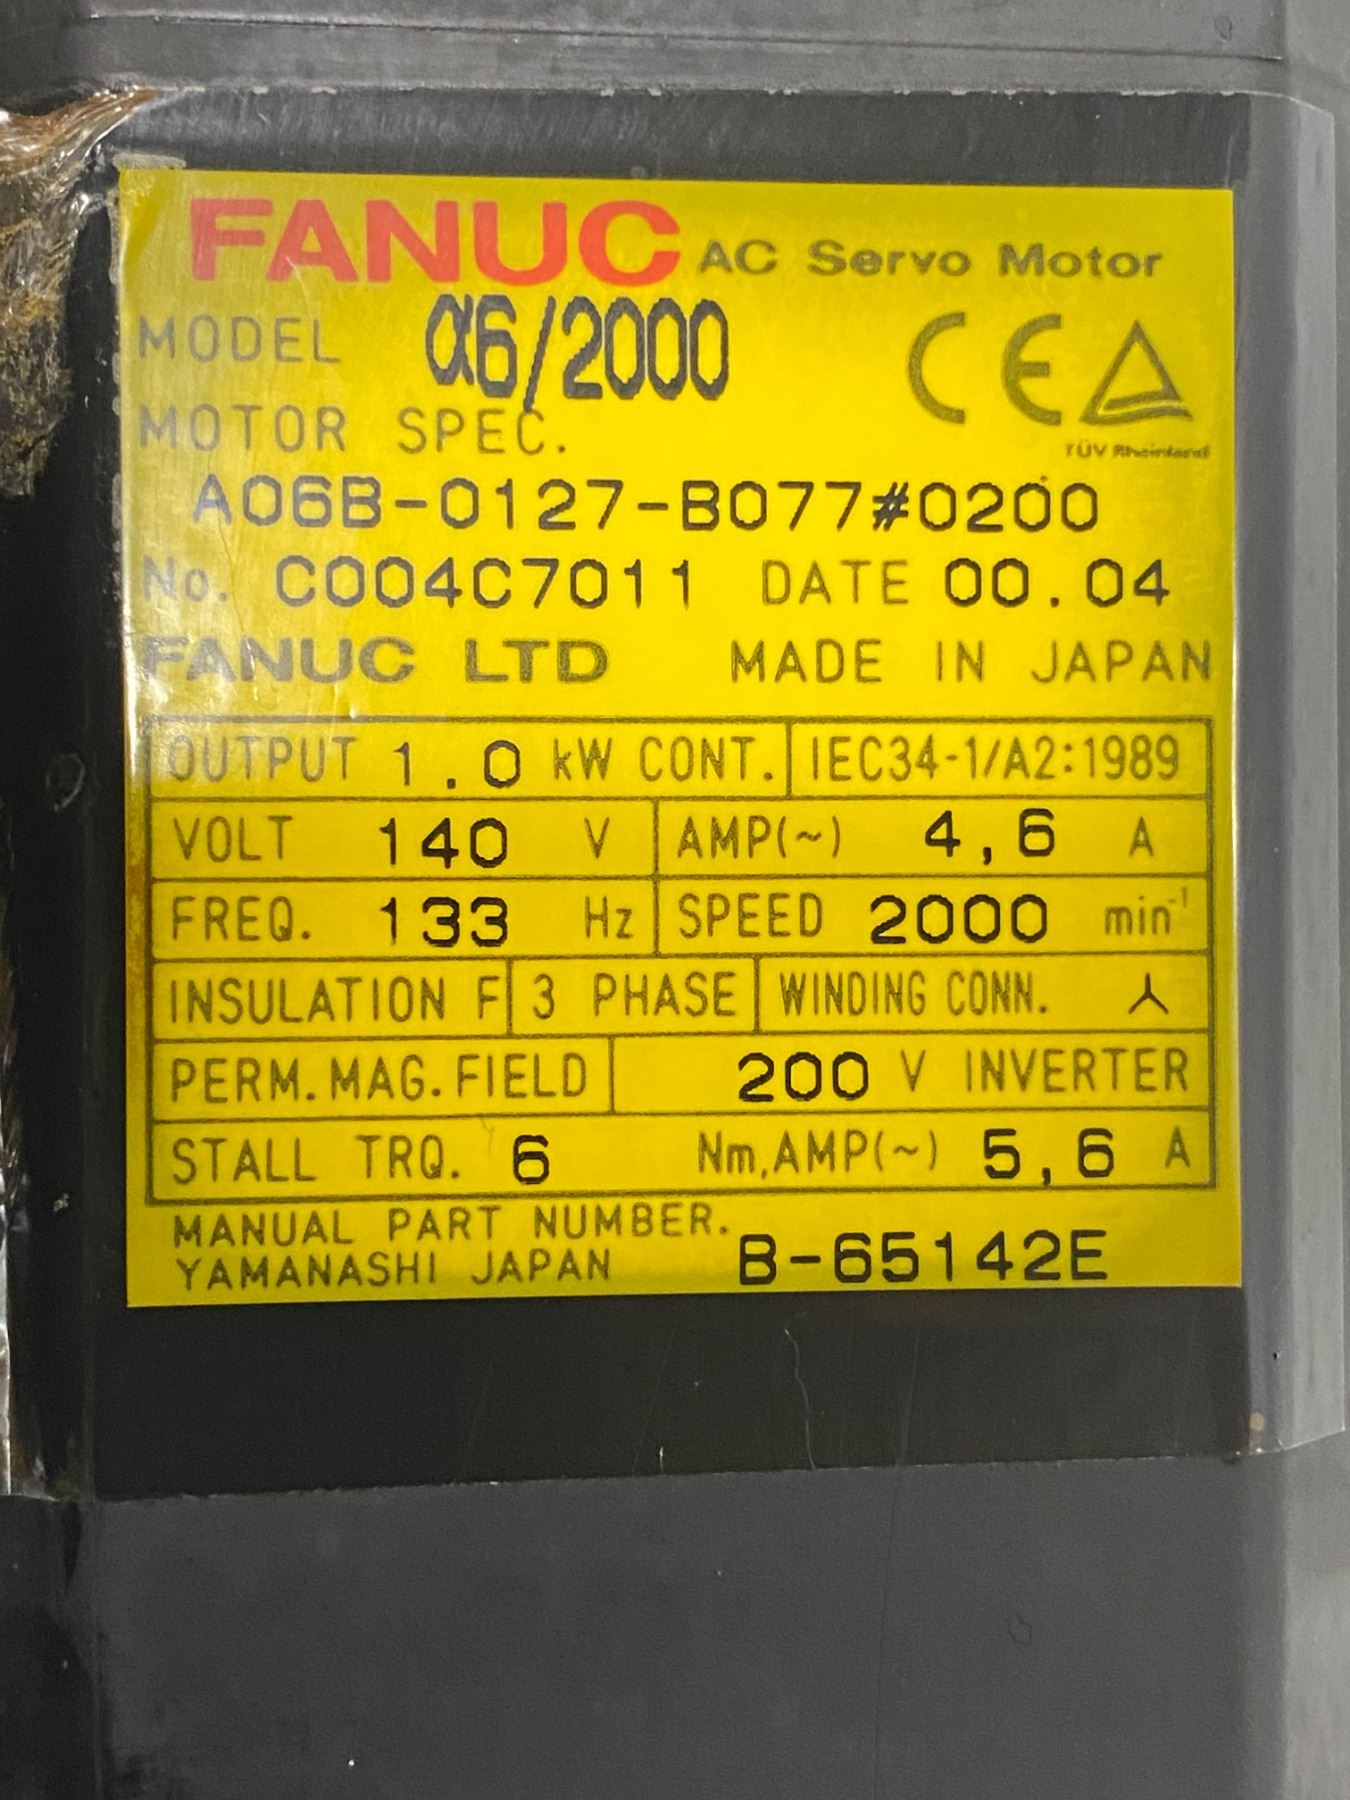 FANUC AC Servo Motor
MODEL α6/2000
CE
TÜV Rheinland
MOTOR SPEC.
A06B-0127-B077#0200
No. C004C7011 DATE 00.04
FANUC LTD MADE IN JAPAN
OUTPUT 1.0 kW CONT. IEC34-1/A2:1989
VOLT 140 V AMP(~) 4,6 A
FREQ. 133 Hz SPEED 2000 min⁻¹
INSULATION F 3 PHASE WINDING CONN. ⅄
PERM.MAG.FIELD 200 V INVERTER
STALL TRQ. 6 Nm,AMP(~) 5,6 A
MANUAL PART NUMBER.
YAMANASHI JAPAN B-65142E